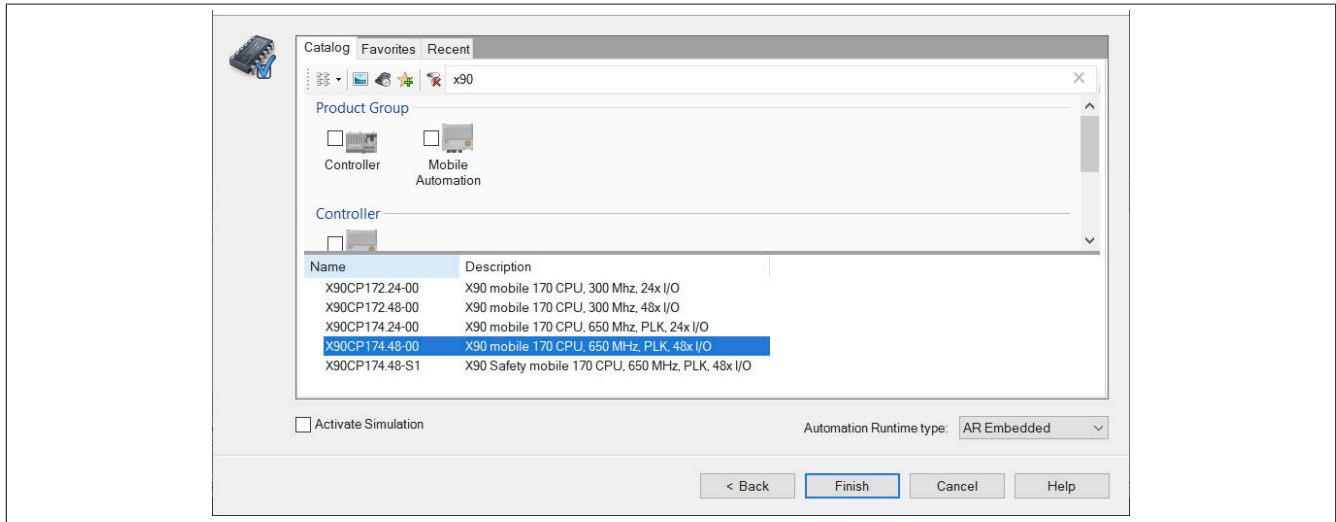 Catalog Favorites Recent
x90
Product Group
Controller Mobile Automation
Controller
Name Description
X90CP172.24-00 X90 mobile 170 CPU, 300 Mhz, 24x I/O
X90CP172.48-00 X90 mobile 170 CPU, 300 Mhz, 48x I/O
X90CP174.24-00 X90 mobile 170 CPU, 650 Mhz, PLK, 24x I/O
X90CP174.48-00 X90 mobile 170 CPU, 650 MHz, PLK, 48x I/O
X90CP174.48-S1 X90 Safety mobile 170 CPU, 650 MHz, PLK, 48x I/O
Activate Simulation Automation Runtime type: AR Embedded
< Back Finish Cancel Help